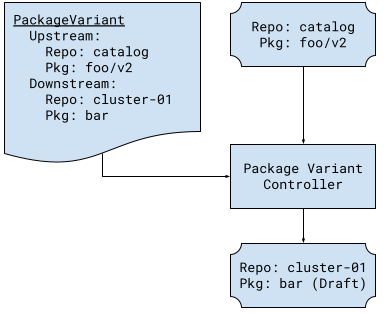 PackageVariant
Upstream:
Repo: catalog
Pkg: foo/v2
Downstream:
Repo: cluster-01
Pkg: bar
Repo: catalog
Pkg: foo/v2
Package Variant
Controller
Repo: cluster-01
Pkg: bar (Draft)